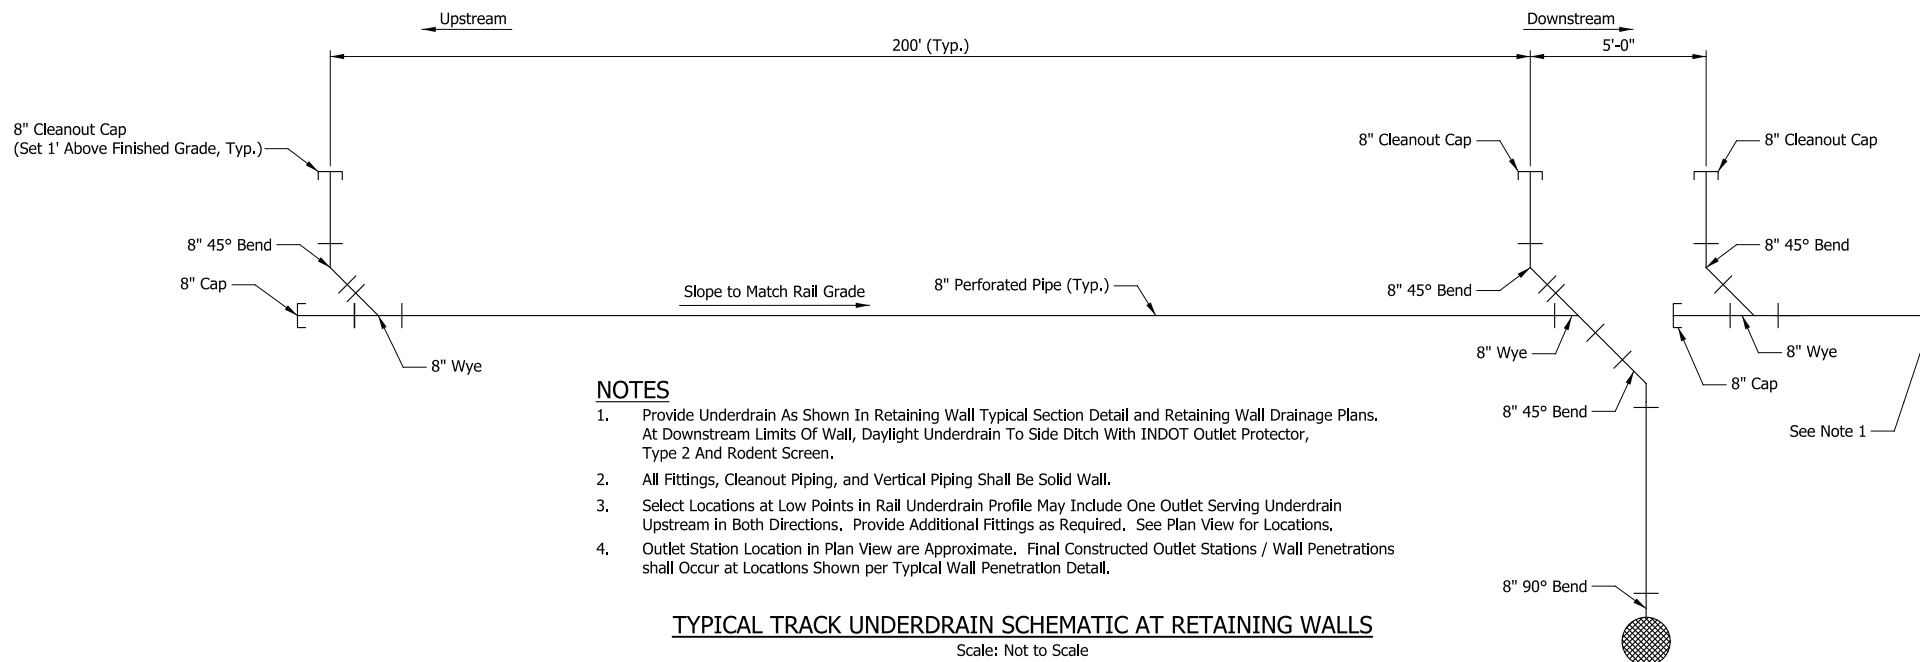 Upstream
Downstream
200' (Typ.)
5'-0"
8" Cleanout Cap
(Set 1' Above Finished Grade, Typ.)
8" Cleanout Cap
8" Cleanout Cap
8" 45° Bend
8" 45° Bend
8" Cap
Slope to Match Rail Grade
8" Perforated Pipe (Typ.)
8" 45° Bend
8" Wye
8" Wye
8" Wye
8" Cap
8" 45° Bend
See Note 1
NOTES
1. Provide Underdrain As Shown In Retaining Wall Typical Section Detail and Retaining Wall Drainage Plans.
At Downstream Limits Of Wall, Daylight Underdrain To Side Ditch With INDOT Outlet Protector,
Type 2 And Rodent Screen.
2. All Fittings, Cleanout Piping, and Vertical Piping Shall Be Solid Wall.
3. Select Locations at Low Points in Rail Underdrain Profile May Include One Outlet Serving Underdrain
Upstream in Both Directions. Provide Additional Fittings as Required. See Plan View for Locations.
4. Outlet Station Location in Plan View are Approximate. Final Constructed Outlet Stations / Wall Penetrations
shall Occur at Locations Shown per Typical Wall Penetration Detail.
8" 90° Bend
TYPICAL TRACK UNDERDRAIN SCHEMATIC AT RETAINING WALLS
Scale: Not to Scale